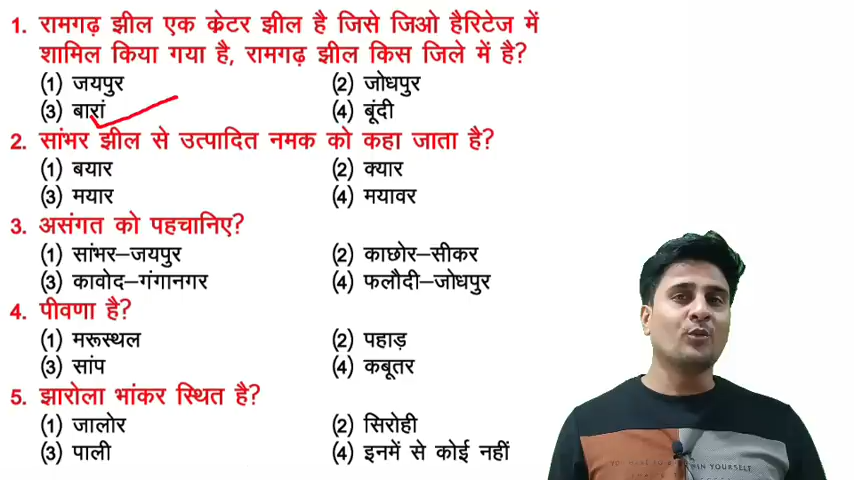 1. रामगढ़ झील एक क्रेटर झील है जिसे जिओ हैरिटेज में
शामिल किया गया है, रामगढ़ झील किस जिले में है?
(1) जयपुर (2) जोधपुर
(3) बारां (4) बूंदी
2. सांभर झील से उत्पादित नमक को कहा जाता है?
(1) बयार (2) क्यार
(3) मयार (4) मयावर
3. असंगत को पहचानिए?
(1) सांभर–जयपुर (2) काछोर–सीकर
(3) कावोद–गंगानगर (4) फलौदी–जोधपुर
4. पीवणा है?
(1) मरूस्थल (2) पहाड़
(3) सांप (4) कबूतर
5. झारोला भांकर स्थित है?
(1) जालोर (2) सिरोही
(3) पाली (4) इनमें से कोई नहीं